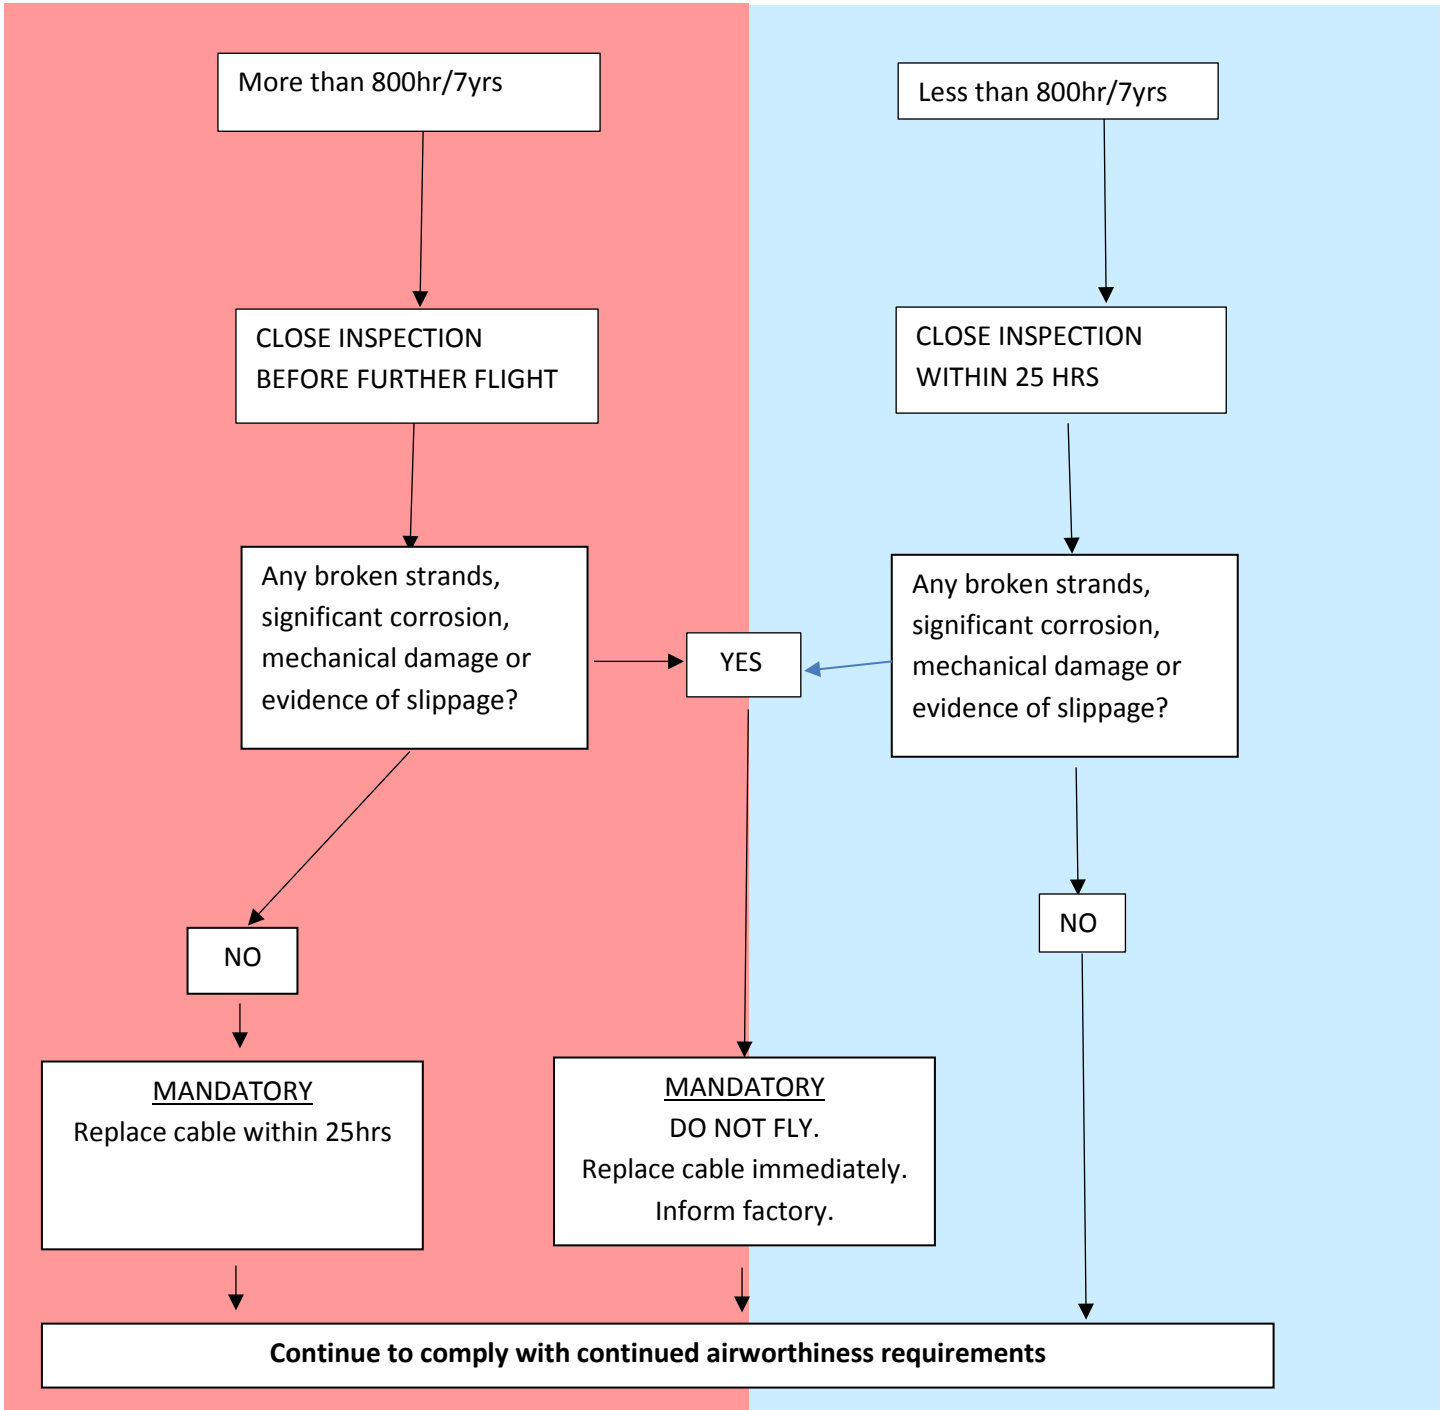 More than 800hr/7yrs
Less than 800hr/7yrs
CLOSE INSPECTION
BEFORE FURTHER FLIGHT
CLOSE INSPECTION
WITHIN 25 HRS
Any broken strands,
significant corrosion,
mechanical damage or
evidence of slippage?
YES
Any broken strands,
significant corrosion,
mechanical damage or
evidence of slippage?
NO
NO
MANDATORY
Replace cable within 25hrs
MANDATORY
DO NOT FLY.
Replace cable immediately.
Inform factory.
Continue to comply with continued airworthiness requirements